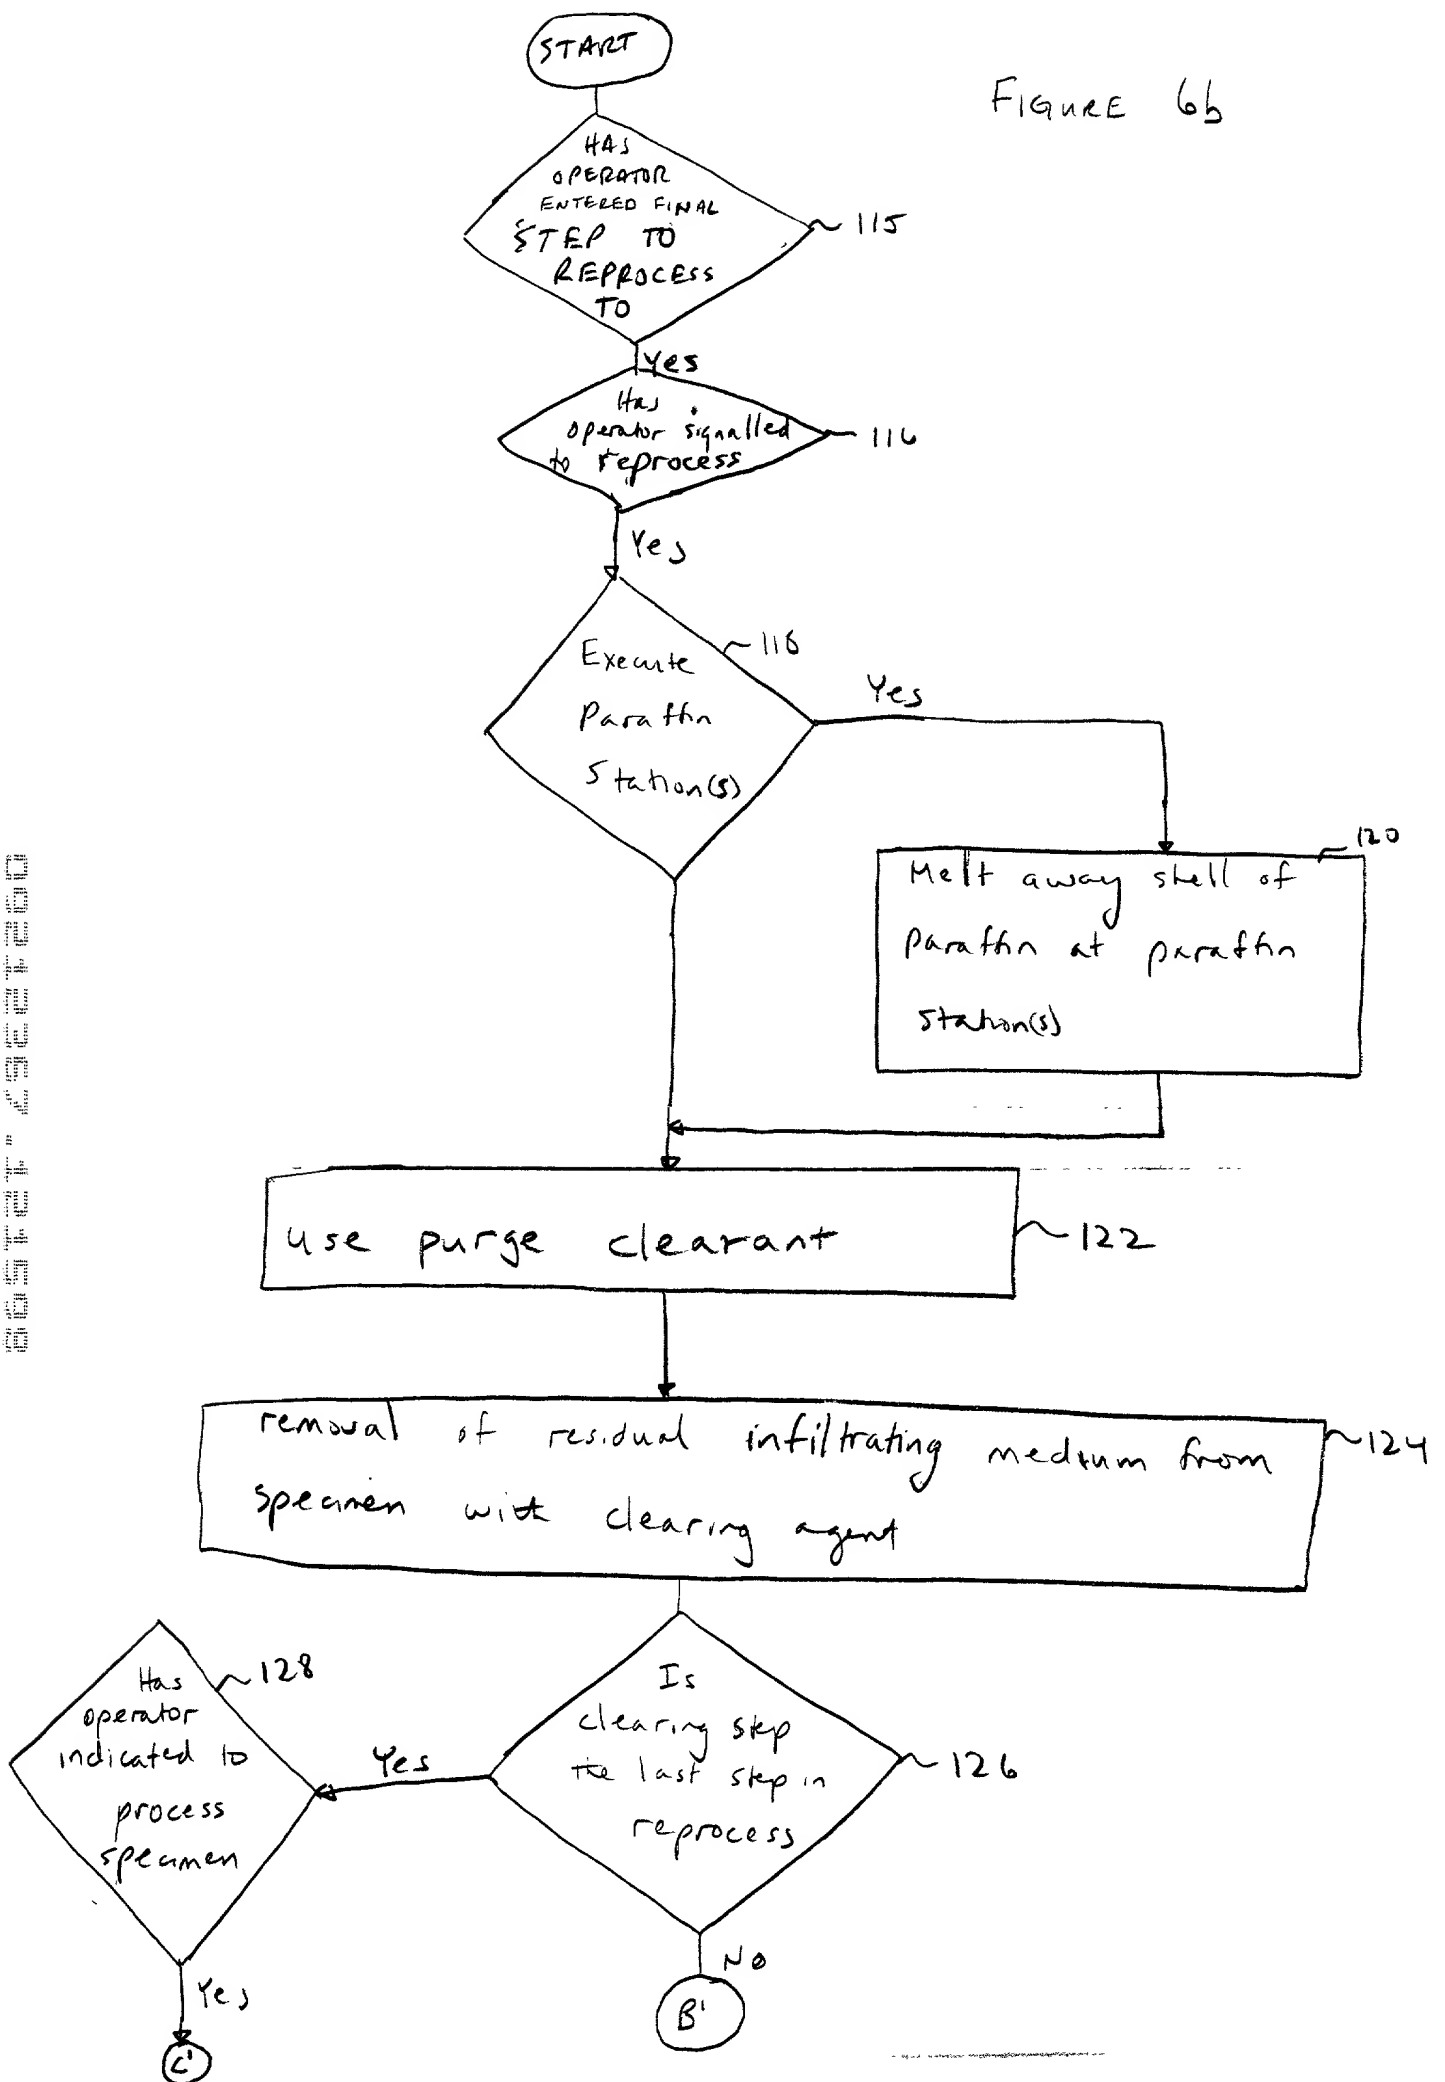 START
FIGURE 6b
HAS
OPERATOR
ENTERED FINAL
STEP TO
REPROCESS
TO
115
Yes
Has
operator signalled
to reprocess
116
Yes
Execute
Paraffin
Station(s)
118
Yes
120
Melt away shell of
Paraffin at paraffin
station(s)
use purge clearant
122
removal of residual infiltrating medium from
specimen with clearing agent
124
Has
operator
indicated to
process
specimen
128
Yes
Is
clearing step
the last step in
reprocess
126
Yes
No
C'
B'